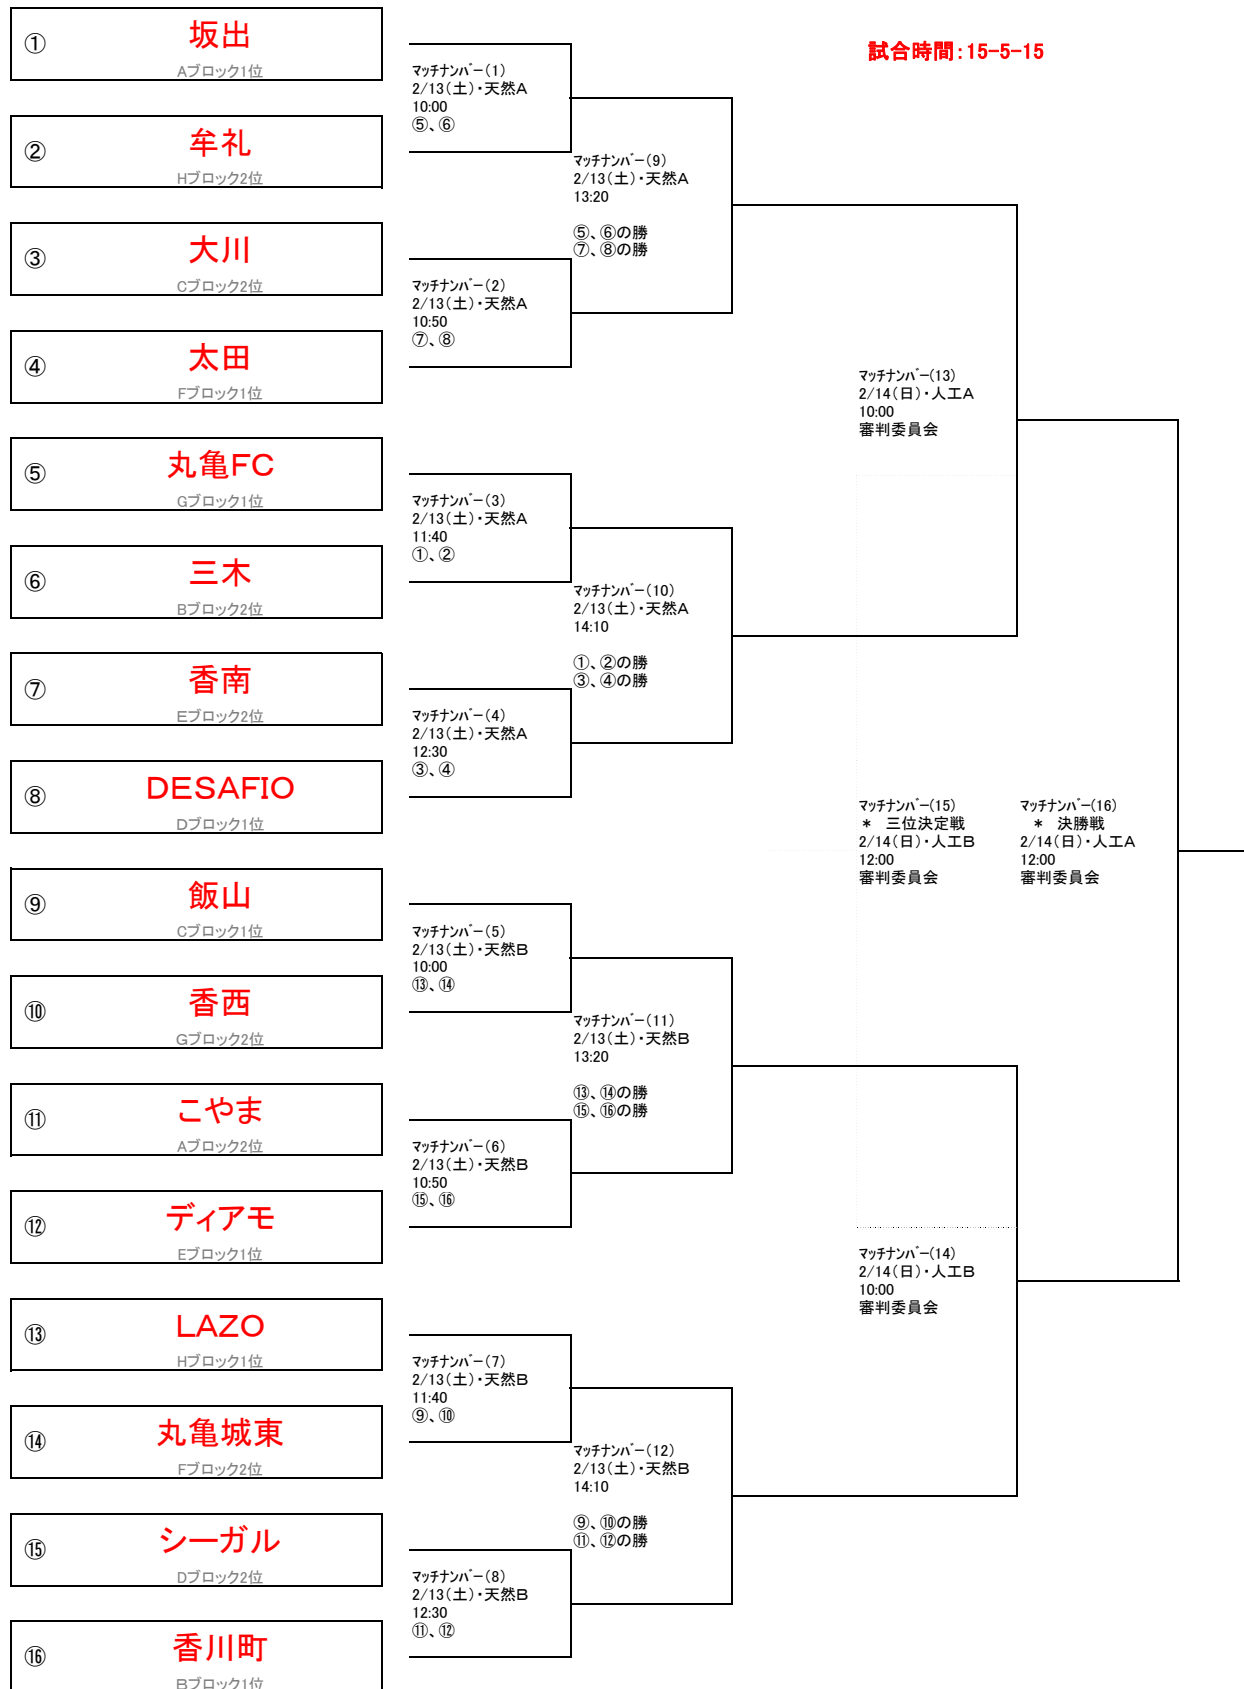 試合時間：15-5-15
①
坂出
Aブロック1位
②
牟礼
Hブロック2位
③
大川
Cブロック2位
④
太田
Fブロック1位
⑤
丸亀FC
Gブロック1位
⑥
三木
Bブロック2位
⑦
香南
Eブロック2位
⑧
DESAFIO
Dブロック1位
⑨
飯山
Cブロック1位
⑩
香西
Gブロック2位
⑪
こやま
Aブロック2位
⑫
ディアモ
Eブロック1位
⑬
LAZO
Hブロック1位
⑭
丸亀城東
Fブロック2位
⑮
シーガル
Dブロック2位
⑯
香川町
Bブロック1位
マッチナンバー(1)
2/13(土)・天然A
10:00
⑤、⑥
マッチナンバー(2)
2/13(土)・天然A
10:50
⑦、⑧
マッチナンバー(3)
2/13(土)・天然A
11:40
①、②
マッチナンバー(4)
2/13(土)・天然A
12:30
③、④
マッチナンバー(5)
2/13(土)・天然B
10:00
⑬、⑭
マッチナンバー(6)
2/13(土)・天然B
10:50
⑮、⑯
マッチナンバー(7)
2/13(土)・天然B
11:40
⑨、⑩
マッチナンバー(8)
2/13(土)・天然B
12:30
⑪、⑫
マッチナンバー(9)
2/13(土)・天然A
13:20
⑤、⑥の勝
⑦、⑧の勝
マッチナンバー(10)
2/13(土)・天然A
14:10
①、②の勝
③、④の勝
マッチナンバー(11)
2/13(土)・天然B
13:20
⑬、⑭の勝
⑮、⑯の勝
マッチナンバー(12)
2/13(土)・天然B
14:10
⑨、⑩の勝
⑪、⑫の勝
マッチナンバー(13)
2/14(日)・人工A
10:00
審判委員会
マッチナンバー(15)
＊ 三位決定戦
2/14(日)・人工B
12:00
審判委員会
マッチナンバー(14)
2/14(日)・人工B
10:00
審判委員会
マッチナンバー(16)
＊ 決勝戦
2/14(日)・人工A
12:00
審判委員会